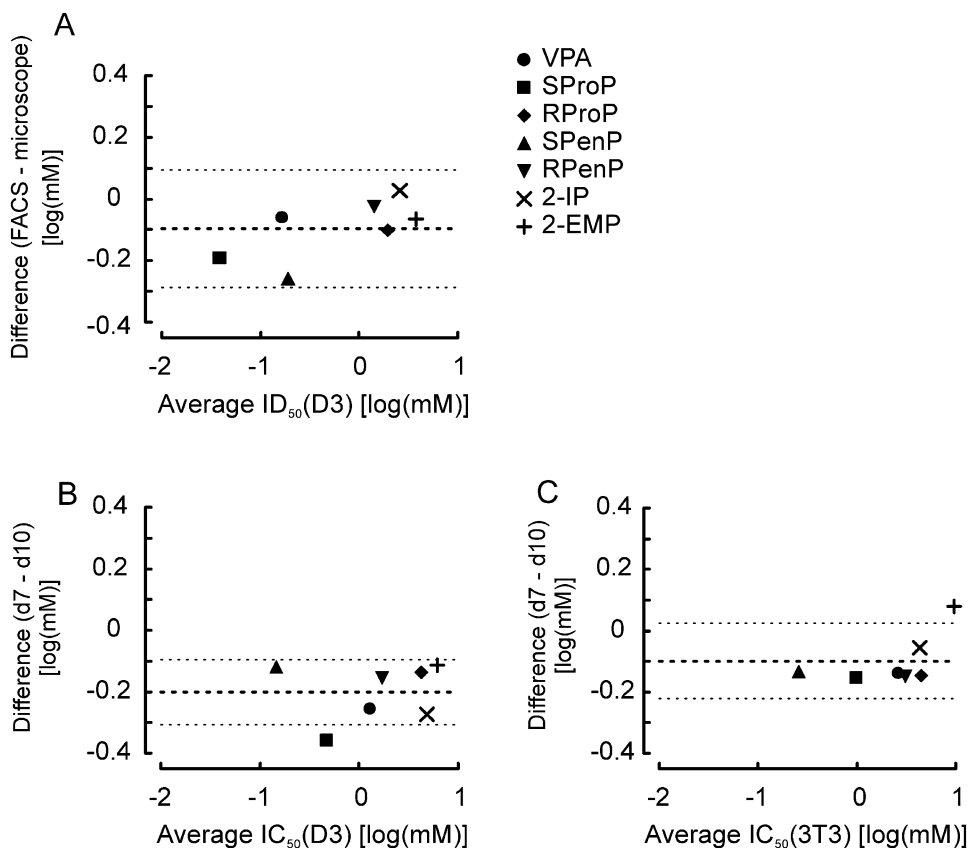 A
Difference (FACS - microscope)
[log(mM)]
0.4
0.2
0
-0.2
-0.4
-2 -1 0 1
Average ID50(D3) [log(mM)]
VPA
SProP
RProP
SPenP
RPenP
2-IP
2-EMP
B
Difference (d7 - d10)
[log(mM)]
0.4
0.2
0
-0.2
-0.4
-2 -1 0 1
Average IC50(D3) [log(mM)]
C
Difference (d7 - d10)
[log(mM)]
0.4
0.2
0
-0.2
-0.4
-2 -1 0 1
Average IC50(3T3) [log(mM)]